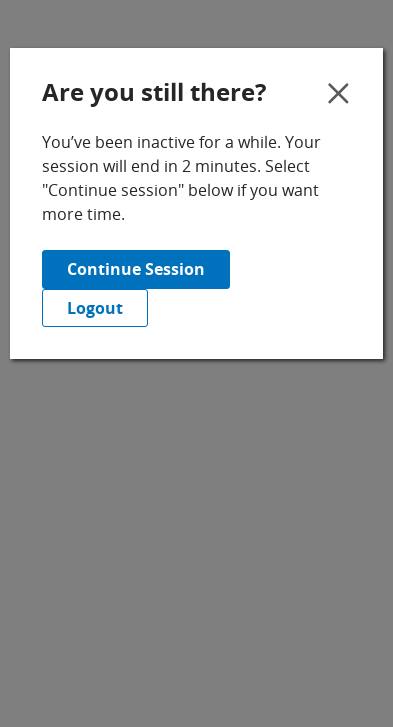 Are you still there?
You’ve been inactive for a while. Your
session will end in 2 minutes. Select
"Continue session" below if you want
more time.
Continue Session
Logout